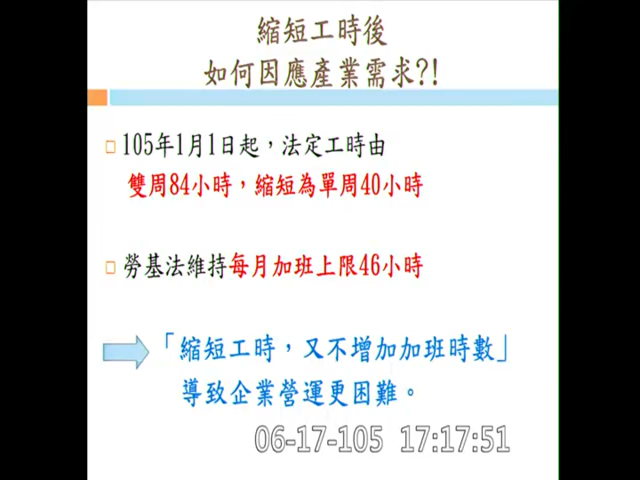 縮短工時後
如何因應產業需求?!
105年1月1日起，法定工時由
雙周84小時，縮短為單周40小時
勞基法維持每月加班上限46小時
「縮短工時，又不增加加班時數」
導致企業營運更困難。
06-17-105 17:17:51